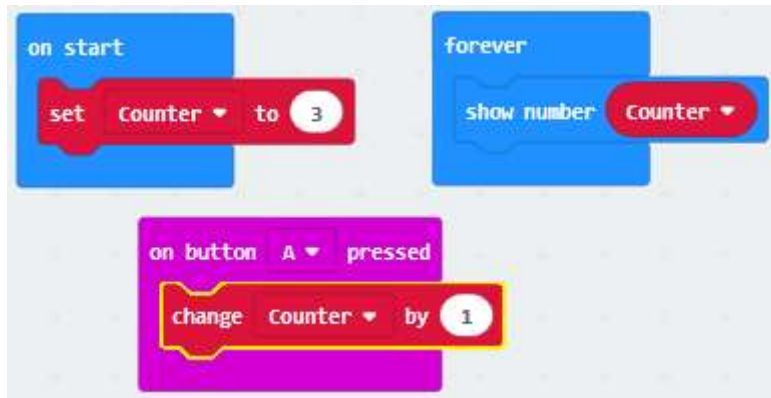 on start
set Counter to 3
forever
show number Counter
on button A pressed
change Counter by 1